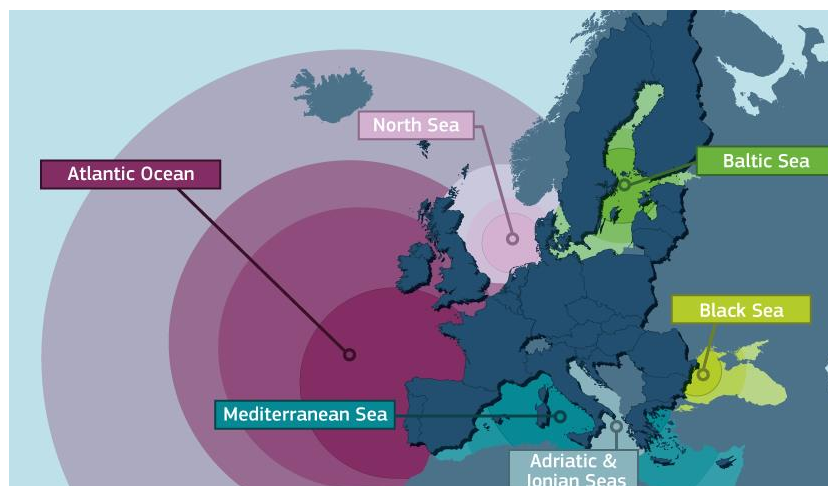 North Sea
Baltic Sea
Atlantic Ocean
Black Sea
Mediterranean Sea
Adriatic &
Ionian Seas